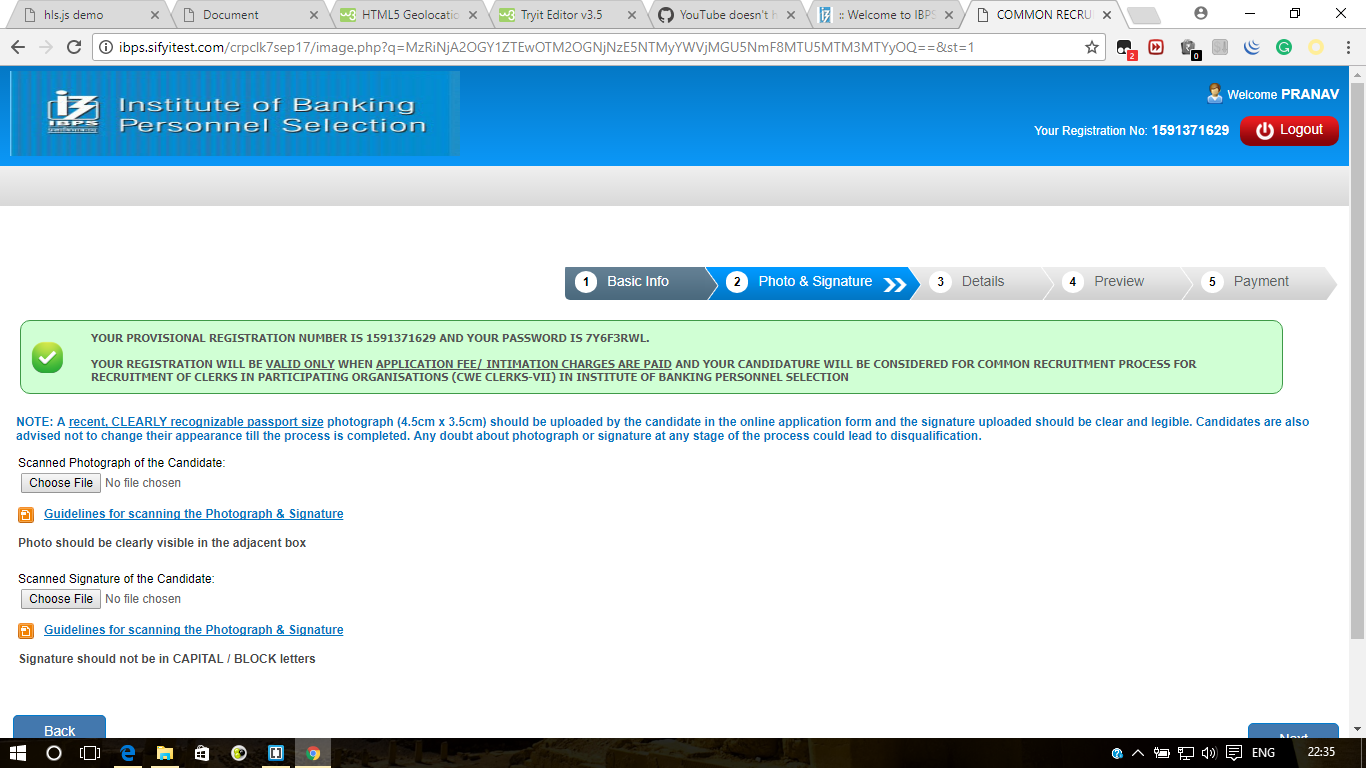 hls.js demo
Document
HTML5 Geolocatio
Tryit Editor v3.5
YouTube doesn't h
:: Welcome to IBPS
COMMON RECRU
ibps.sifyitest.com/crpclk7sep17/image.php?q=MzRiNjA2OGY1ZTEwOTM2OGNjNzE5NTMyYWVjMGU5NmF8MTU5MTM3MTYyOQ==&st=1
2
0
IBPS
Institute of Banking
Personnel Selection
Welcome PRANAV
Your Registration No: 1591371629
Logout
1 Basic Info
2 Photo & Signature
3 Details
4 Preview
5 Payment
YOUR PROVISIONAL REGISTRATION NUMBER IS 1591371629 AND YOUR PASSWORD IS 7Y6F3RWL.
YOUR REGISTRATION WILL BE VALID ONLY WHEN APPLICATION FEE/ INTIMATION CHARGES ARE PAID AND YOUR CANDIDATURE WILL BE CONSIDERED FOR COMMON RECRUITMENT PROCESS FOR
RECRUITMENT OF CLERKS IN PARTICIPATING ORGANISATIONS (CWE CLERKS-VII) IN INSTITUTE OF BANKING PERSONNEL SELECTION
NOTE: A recent, CLEARLY recognizable passport size photograph (4.5cm x 3.5cm) should be uploaded by the candidate in the online application form and the signature uploaded should be clear and legible. Candidates are also
advised not to change their appearance till the process is completed. Any doubt about photograph or signature at any stage of the process could lead to disqualification.
Scanned Photograph of the Candidate:
Choose File No file chosen
Guidelines for scanning the Photograph & Signature
Photo should be clearly visible in the adjacent box
Scanned Signature of the Candidate:
Choose File No file chosen
Guidelines for scanning the Photograph & Signature
Signature should not be in CAPITAL / BLOCK letters
Back
Next
ENG
22:35